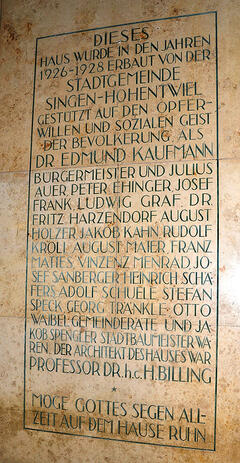 DIESES
HAUS WURDE IN DEN JAHREN
1926-1928 ERBAUT VON DER
STADTGEMEINDE
SINGEN-HOHENTWIEL
GESTÜTZT AUF DEN OPFER-
WILLEN UND SOZIALEN GEIST
DER BEVÖLKERUNG, ALS
DR EDMUND KAUFMANN
BÜRGERMEISTER UND JULIUS
AUER, PETER EHINGER, JOSEF
FRANK, LUDWIG GRAF, DR.
FRITZ HARZENDORF, AUGUST
HOLZER, JAKOB KAHN, RUDOLF
KROLL, AUGUST MAIER, FRANZ
MATTES, VINZENZ MENRAD, JO-
SEF SANBERGER, HEINRICH SCHÄ-
FER, ADOLF SCHUELE, STEFAN
SPECK, GEORG TRÄNKLE, OTTO
WAIBEL, GEMEINDERÄTE UND JA-
KOB SPENGLER STADTBAUMEISTER WA-
REN. DER ARCHITEKT DES HAUSES WAR
PROFESSOR DR.h.c.H.BILLING
*
MÖGE GOTTES SEGEN ALL-
ZEIT AUF DEM HAUSE RUHN